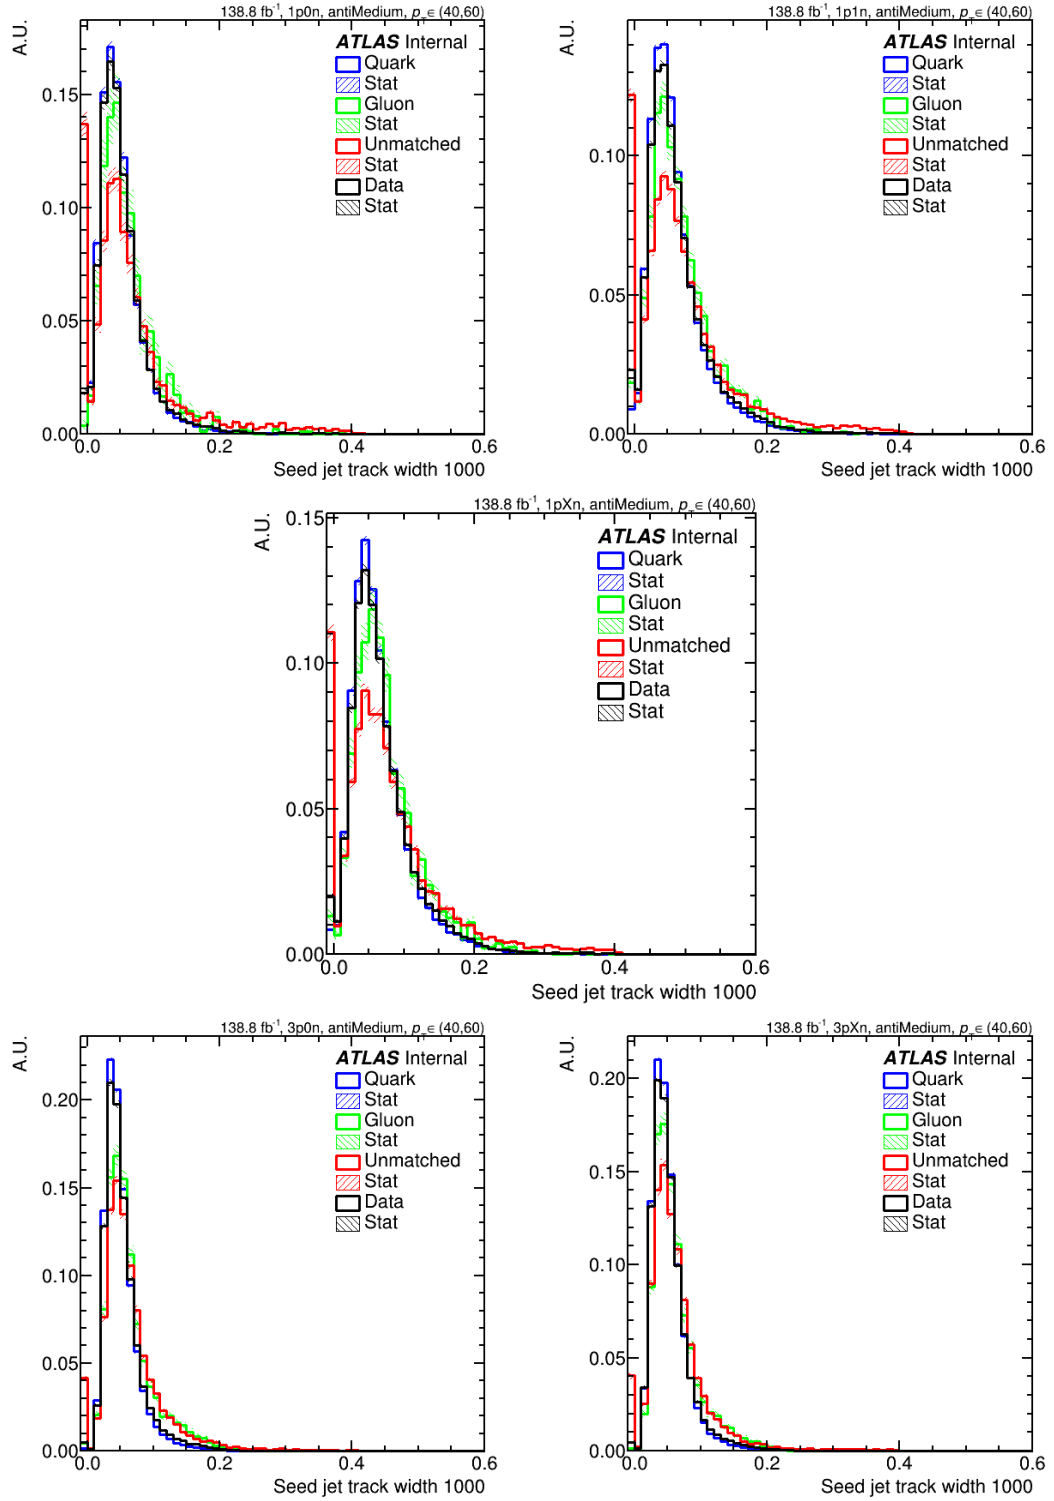 138.8 fb⁻¹, 1p0n, antiMedium, p_T ∈ (40,60)
A.U.
ATLAS Internal
Quark
Stat
Gluon
Stat
Unmatched
Stat
Data
Stat
0.15
0.10
0.05
0.00
0.0 0.2 0.4 0.6
Seed jet track width 1000
138.8 fb⁻¹, 1p1n, antiMedium, p_T ∈ (40,60)
A.U.
ATLAS Internal
Quark
Stat
Gluon
Stat
Unmatched
Stat
Data
Stat
0.10
0.05
0.00
0.0 0.2 0.4 0.6
Seed jet track width 1000
138.8 fb⁻¹, 1pXn, antiMedium, p_T ∈ (40,60)
A.U.
ATLAS Internal
Quark
Stat
Gluon
Stat
Unmatched
Stat
Data
Stat
0.15
0.10
0.05
0.00
0.0 0.2 0.4 0.6
Seed jet track width 1000
138.8 fb⁻¹, 3p0n, antiMedium, p_T ∈ (40,60)
A.U.
ATLAS Internal
Quark
Stat
Gluon
Stat
Unmatched
Stat
Data
Stat
0.20
0.15
0.10
0.05
0.00
0.0 0.2 0.4 0.6
Seed jet track width 1000
138.8 fb⁻¹, 3pXn, antiMedium, p_T ∈ (40,60)
A.U.
ATLAS Internal
Quark
Stat
Gluon
Stat
Unmatched
Stat
Data
Stat
0.20
0.15
0.10
0.05
0.00
0.0 0.2 0.4 0.6
Seed jet track width 1000